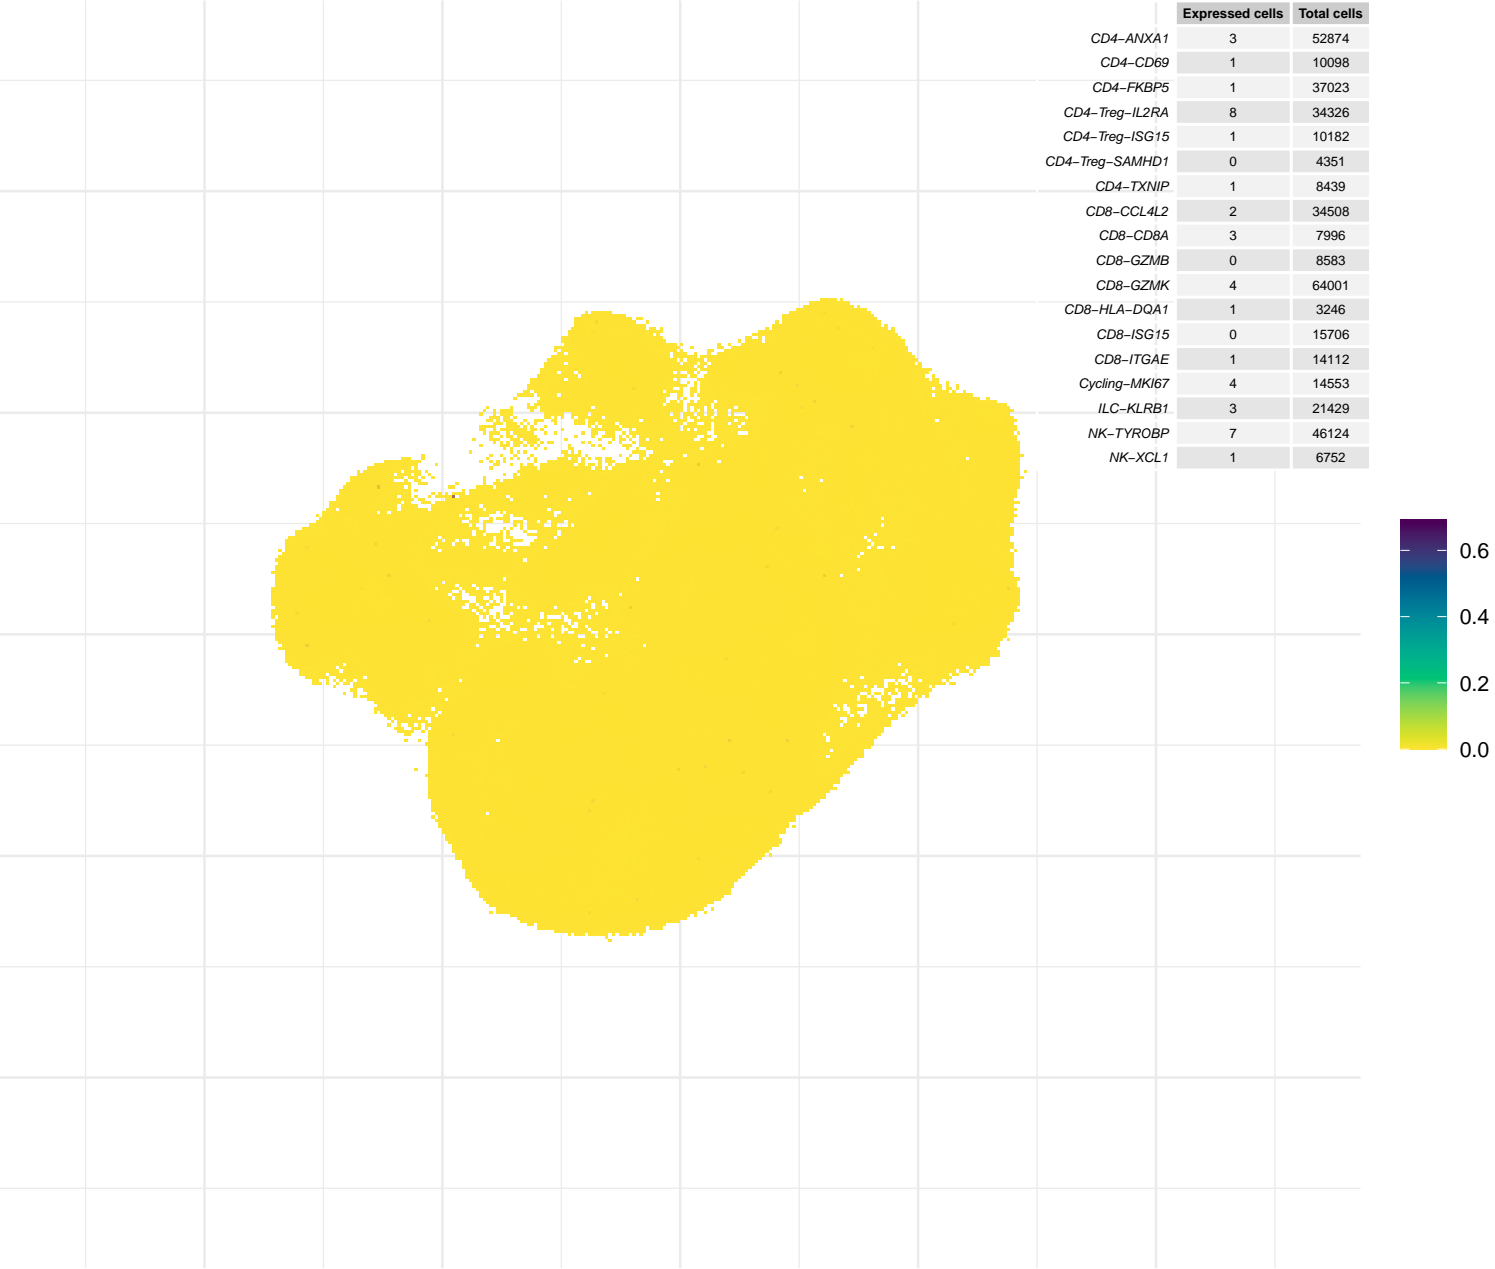 Expressed cells Total cells
CD4−ANXA1 3 52874
CD4−CD69 1 10098
CD4−FKBP5 1 37023
CD4−Treg−IL2RA 8 34326
CD4−Treg−ISG15 1 10182
CD4−Treg−SAMHD1 0 4351
CD4−TXNIP 1 8439
CD8−CCL4L2 2 34508
CD8−CD8A 3 7996
CD8−GZMB 0 8583
CD8−GZMK 4 64001
CD8−HLA−DQA1 1 3246
CD8−ISG15 0 15706
CD8−ITGAE 1 14112
Cycling−MKI67 4 14553
ILC−KLRB1 3 21429
NK−TYROBP 7 46124
NK−XCL1 1 6752
0.6
0.4
0.2
0.0